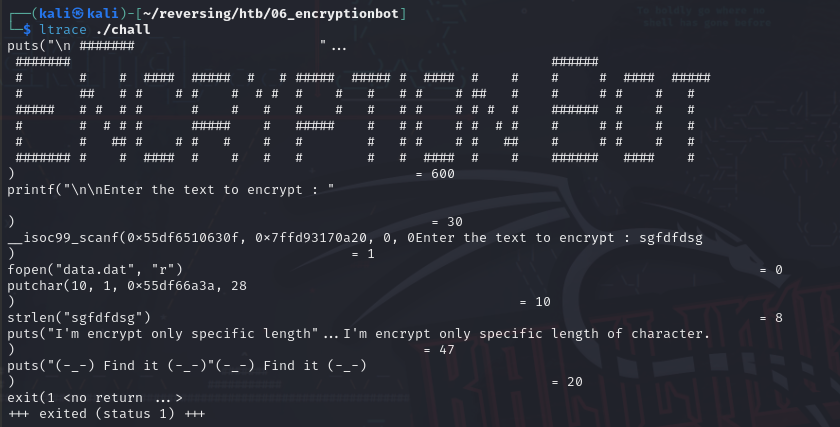 ┌──(kali㉿kali)-[~/reversing/htb/06_encryptionbot]
└─$ ltrace ./chall
puts("\n #######                         "...
 #######                                                                ######
 #        #    #  ####  #####  #   # #####  ##### #  ####  #    #    #     #  ####  #####
 #        ##   # #    # #    #  # #  #    #   #   # #    # ##   #    #     # #    #   #
 #####    # #  # #      #    #   #   #    #   #   # #    # # #  #    ######  #    #   #
 #        #  # # #      #####    #   #####    #   # #    # #  # #    #     # #    #   #
 #        #   ## #    # #   #    #   #        #   # #    # #   ##    #     # #    #   #
 ####### #    #  ####  #    #   #   #        #   #  ####  #    #    ######   ####    #
)                                                    = 600
printf("\n\nEnter the text to encrypt : "

)                                                      = 30
__isoc99_scanf(0×55df6510630f, 0×7ffd93170a20, 0, 0Enter the text to encrypt : sgfdfdsg
)                                            = 1
fopen("data.dat", "r")                                                                         = 0
putchar(10, 1, 0×55df66a3a, 28
)                                                                 = 10
strlen("sgfdfdsg")                                                                             = 8
puts("I'm encrypt only specific length"...I'm encrypt only specific length of character.
)                                                     = 47
puts("(-_-) Find it (-_-)"(-_-) Find it (-_-)
)                                                                     = 20
exit(1 <no return ...>
+++ exited (status 1) +++